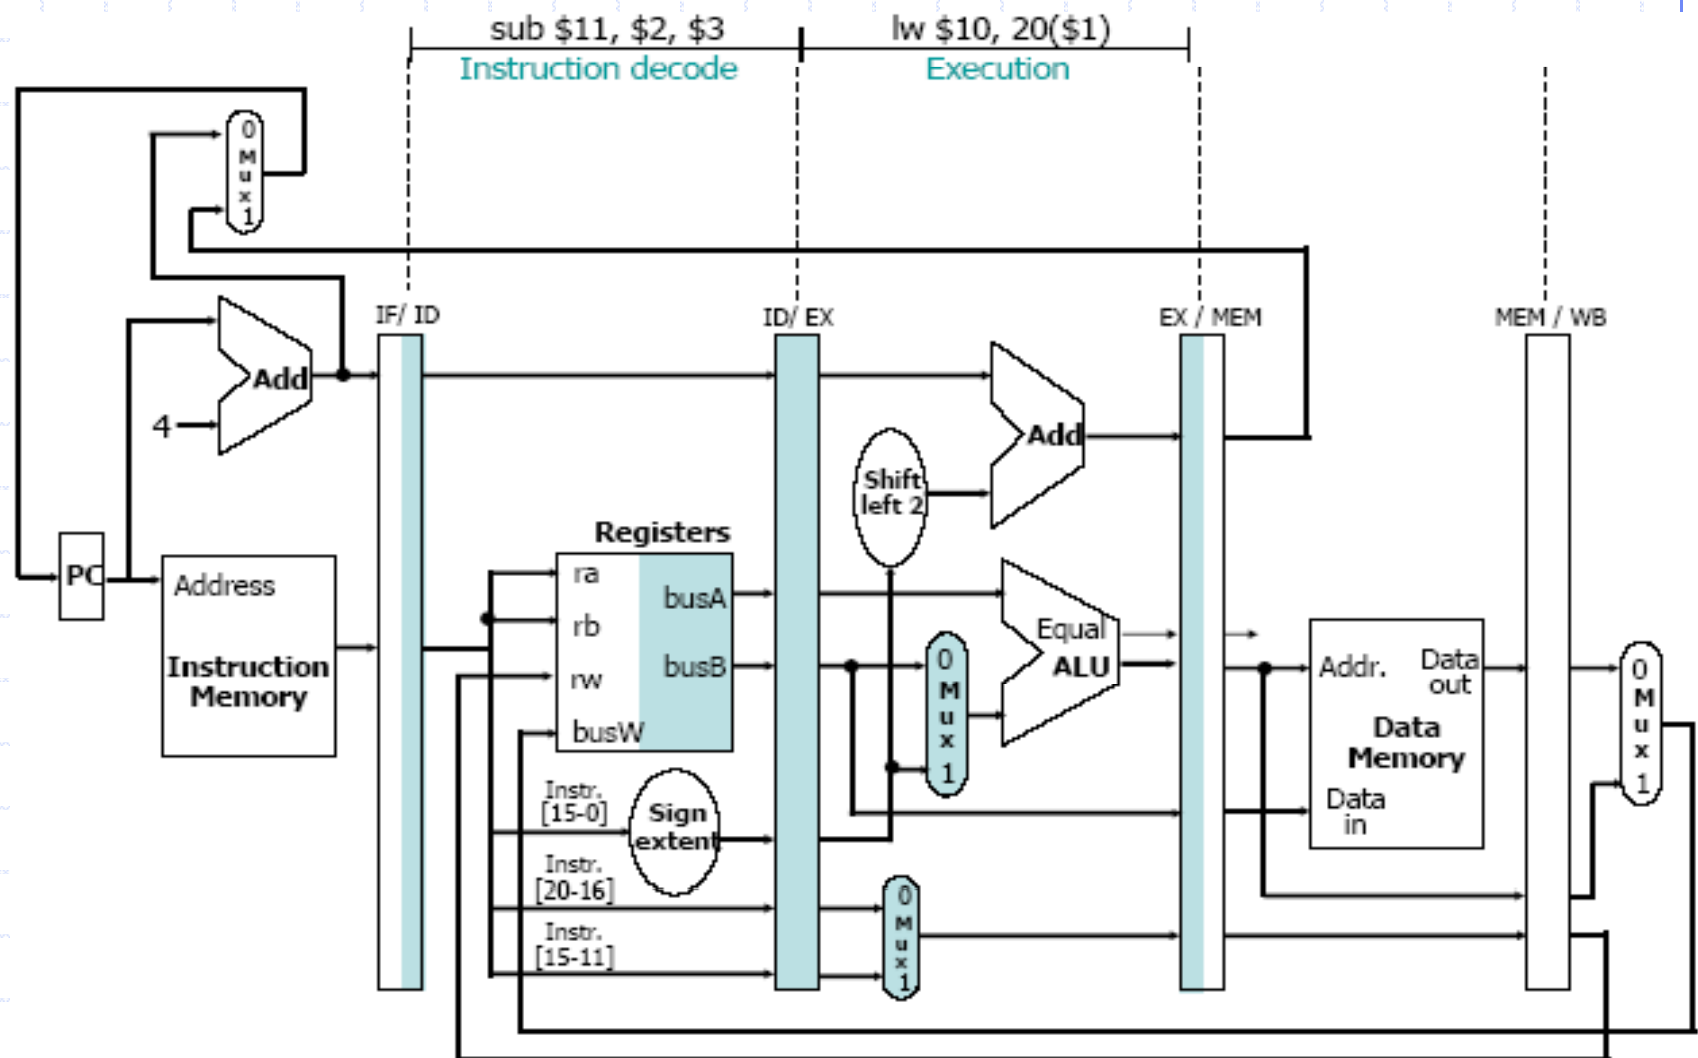 sub $11, $2, $3
lw $10, 20($1)
Instruction decode
Execution
0
M
u
x
1
IF/ ID
ID/ EX
EX / MEM
MEM / WB
Add
4
Add
Shift
left 2
Registers
PC
Address
Instruction
Memory
ra
rb
rw
busW
busA
busB
Equal
ALU
0
M
u
x
1
Addr.
Data
out
Data
Memory
Data
in
0
M
u
x
1
Instr.
[15-0]
Sign
extent
Instr.
[20-16]
Instr.
[15-11]
0
M
u
x
1